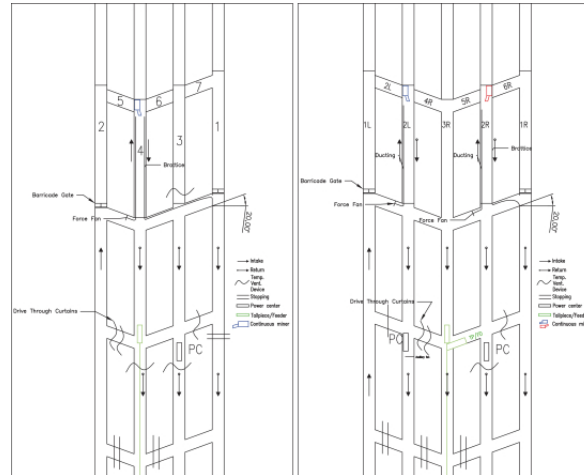 7
5
6
2
4
3
1
Brattice
Barricade Gate
Force Fan
20.00°
Intake
Return
Temp.
Vent.
Device
Stopping
Power center
Tailpiece/Feeder
Continuous miner
Drive Through Curtains
PC
2L
6R
4R
5R
1L
2L
3R
2R
1R
Ducting
Ducting
Brattice
Barricade Gate
Force Fan
Force Fan
20.00°
Intake
Return
Temp.
Vent.
Device
Stopping
Power center
Tailpiece/Feed
Continuous miner
Drive Through Curtains
PC
PC